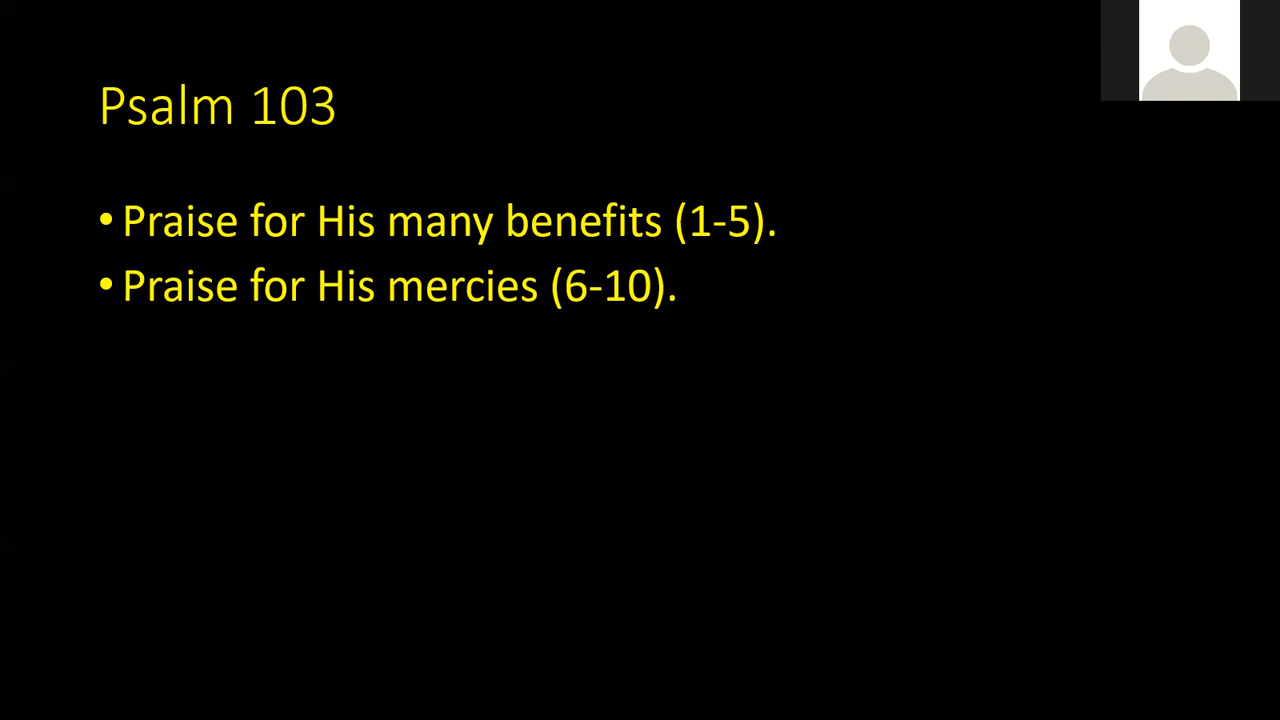 Psalm 103
• Praise for His many benefits (1-5).
• Praise for His mercies (6-10).